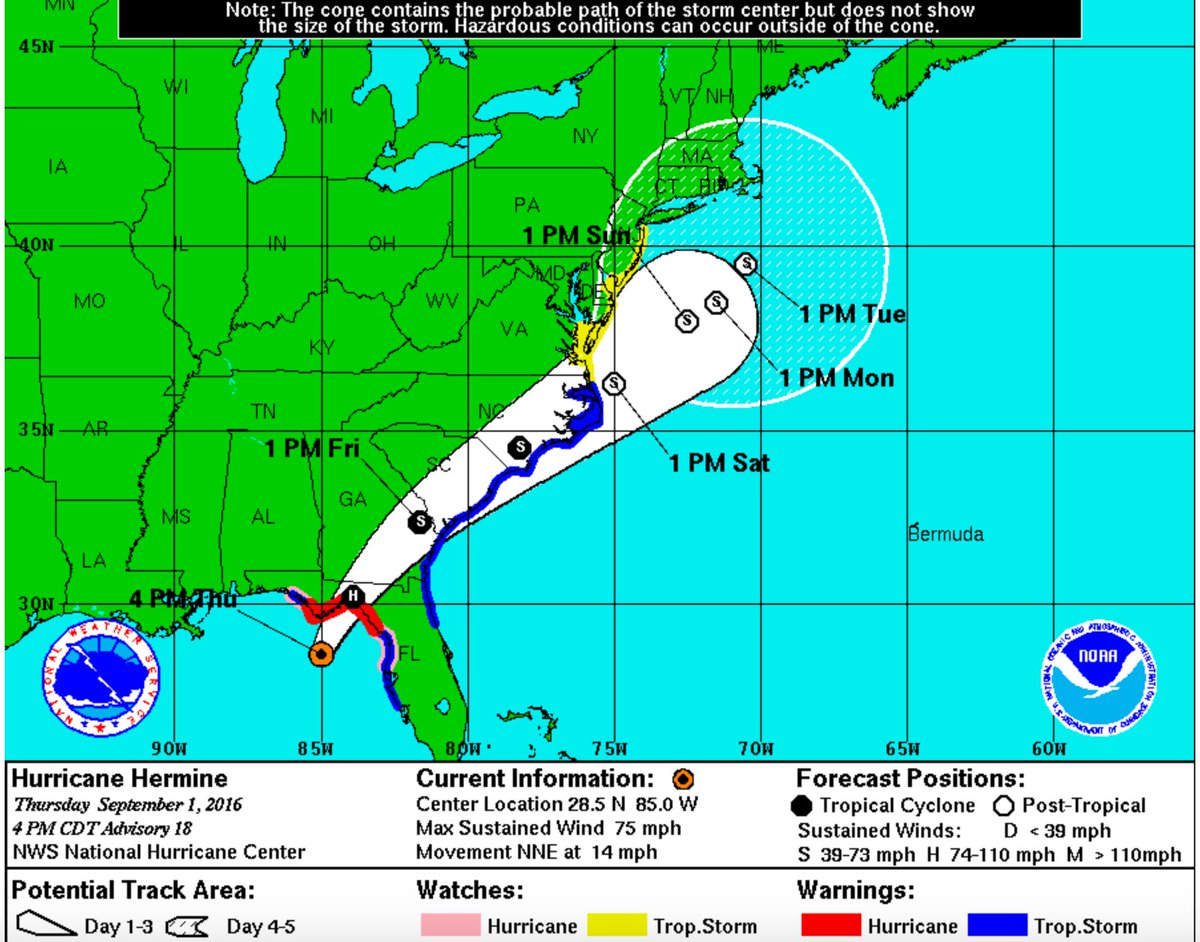 MN
Note: The cone contains the probable path of the storm center but does not show
the size of the storm. Hazardous conditions can occur outside of the cone.
45N
ME
WI
VT NH
MI
NY
IA
MA
CT RI
PA
1 PM Sun
NJ
40N
IL
IN
OH
MD
DE
MO
WV
1 PM Tue
VA
KY
1 PM Mon
TN
NC
AR
35N
1 PM Fri
1 PM Sat
SC
GA
MS
AL
Bermuda
LA
4 PM Thu
30N
H
S
S
S
S
S
S
FL
NATIONAL WEATHER SERVICE
NOAA
NATIONAL OCEANIC AND ATMOSPHERIC ADMINISTRATION
U.S. DEPARTMENT OF COMMERCE
90W 85W 80W 75W 70W 65W 60W
Hurricane Hermine
Thursday September 1, 2016
4 PM CDT Advisory 18
NWS National Hurricane Center
Current Information:
Center Location 28.5 N 85.0 W
Max Sustained Wind 75 mph
Movement NNE at 14 mph
Forecast Positions:
Tropical Cyclone Post-Tropical
Sustained Winds: D < 39 mph
S 39-73 mph H 74-110 mph M > 110mph
Potential Track Area:
Day 1-3 Day 4-5
Watches:
Hurricane Trop.Storm
Warnings:
Hurricane Trop.Storm